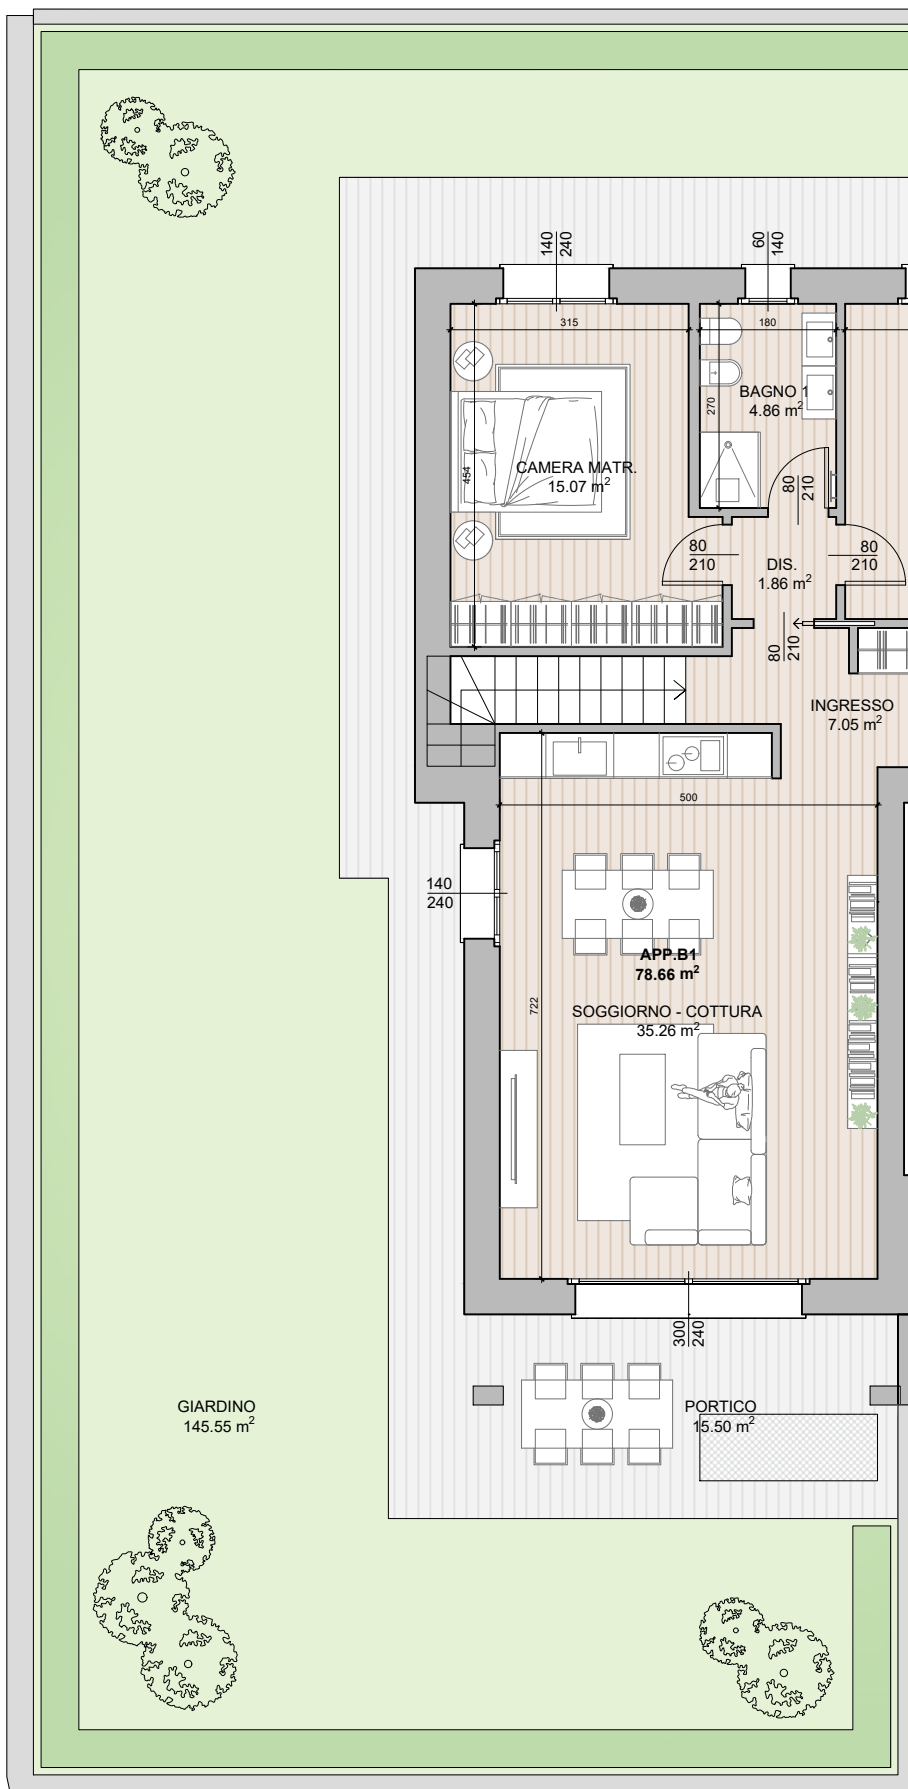 140
240
60
140
315
180
270
BAGNO 1
4.86 m²
454
CAMERA MATR.
15.07 m²
80
210
80
210
80
210
DIS.
1.86 m²
80
210
INGRESSO
7.05 m²
500
140
240
APP.B1
78.66 m²
722
SOGGIORNO - COTTURA
35.26 m²
300
240
GIARDINO
145.55 m²
PORTICO
15.50 m²